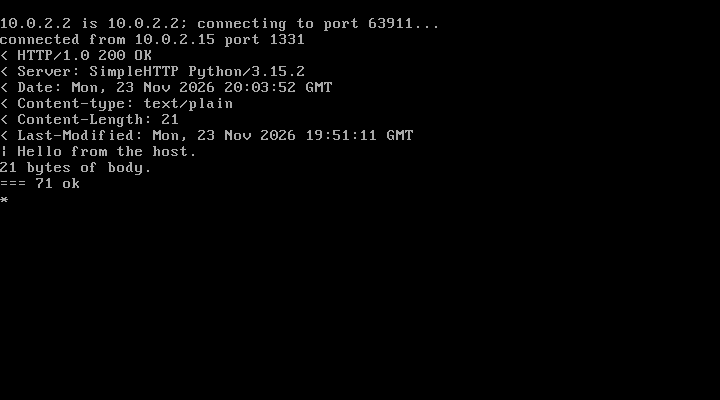 10.0.2.2 is 10.0.2.2; connecting to port 63911...
connected from 10.0.2.15 port 1331
< HTTP/1.0 200 OK
< Server: SimpleHTTP Python/3.15.2
< Date: Mon, 23 Nov 2026 20:03:52 GMT
< Content-type: text/plain
< Content-Length: 21
< Last-Modified: Mon, 23 Nov 2026 19:51:11 GMT
| Hello from the host.
21 bytes of body.
=== 71 ok
*